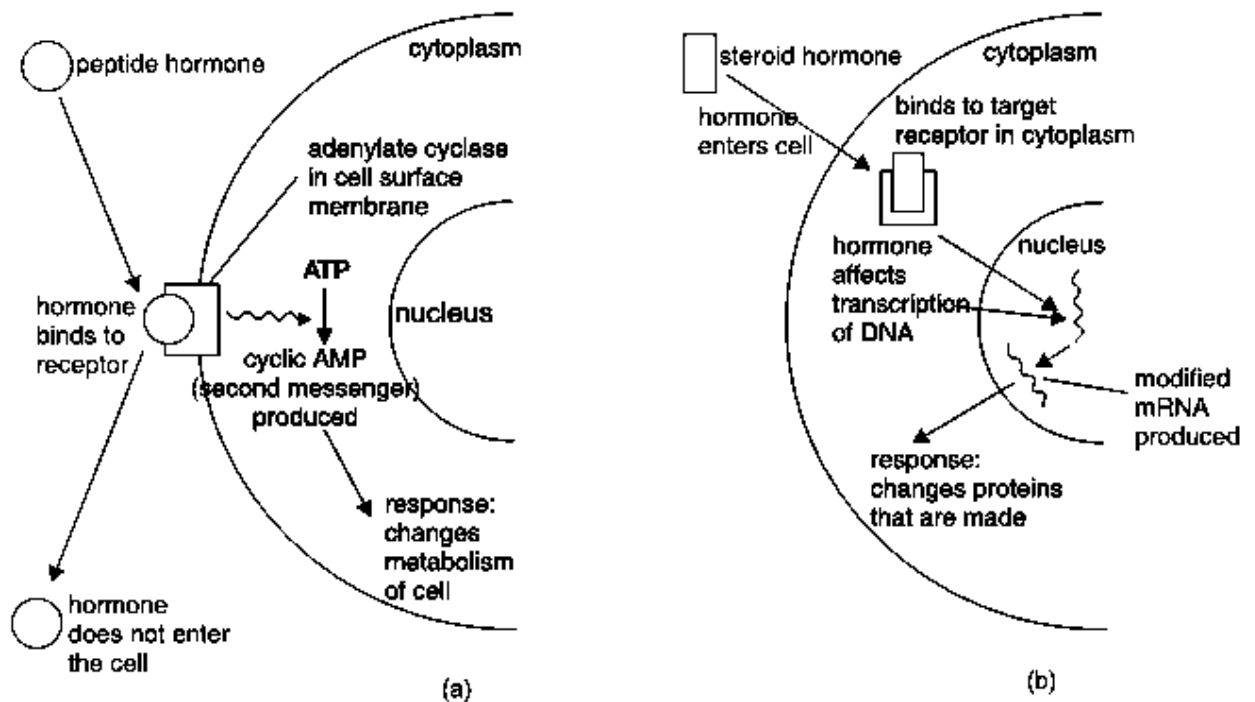 peptide hormone
cytoplasm
adenylate cyclase
in cell surface
membrane
ATP
hormone
binds to
receptor
nucleus
cyclic AMP
(second messenger)
produced
response:
changes
metabolism
of cell
hormone
does not enter
the cell
(a)
steroid hormone
cytoplasm
hormone
enters cell
binds to target
receptor in cytoplasm
nucleus
hormone
affects
transcription
of DNA
modified
mRNA
produced
response:
changes proteins
that are made
(b)